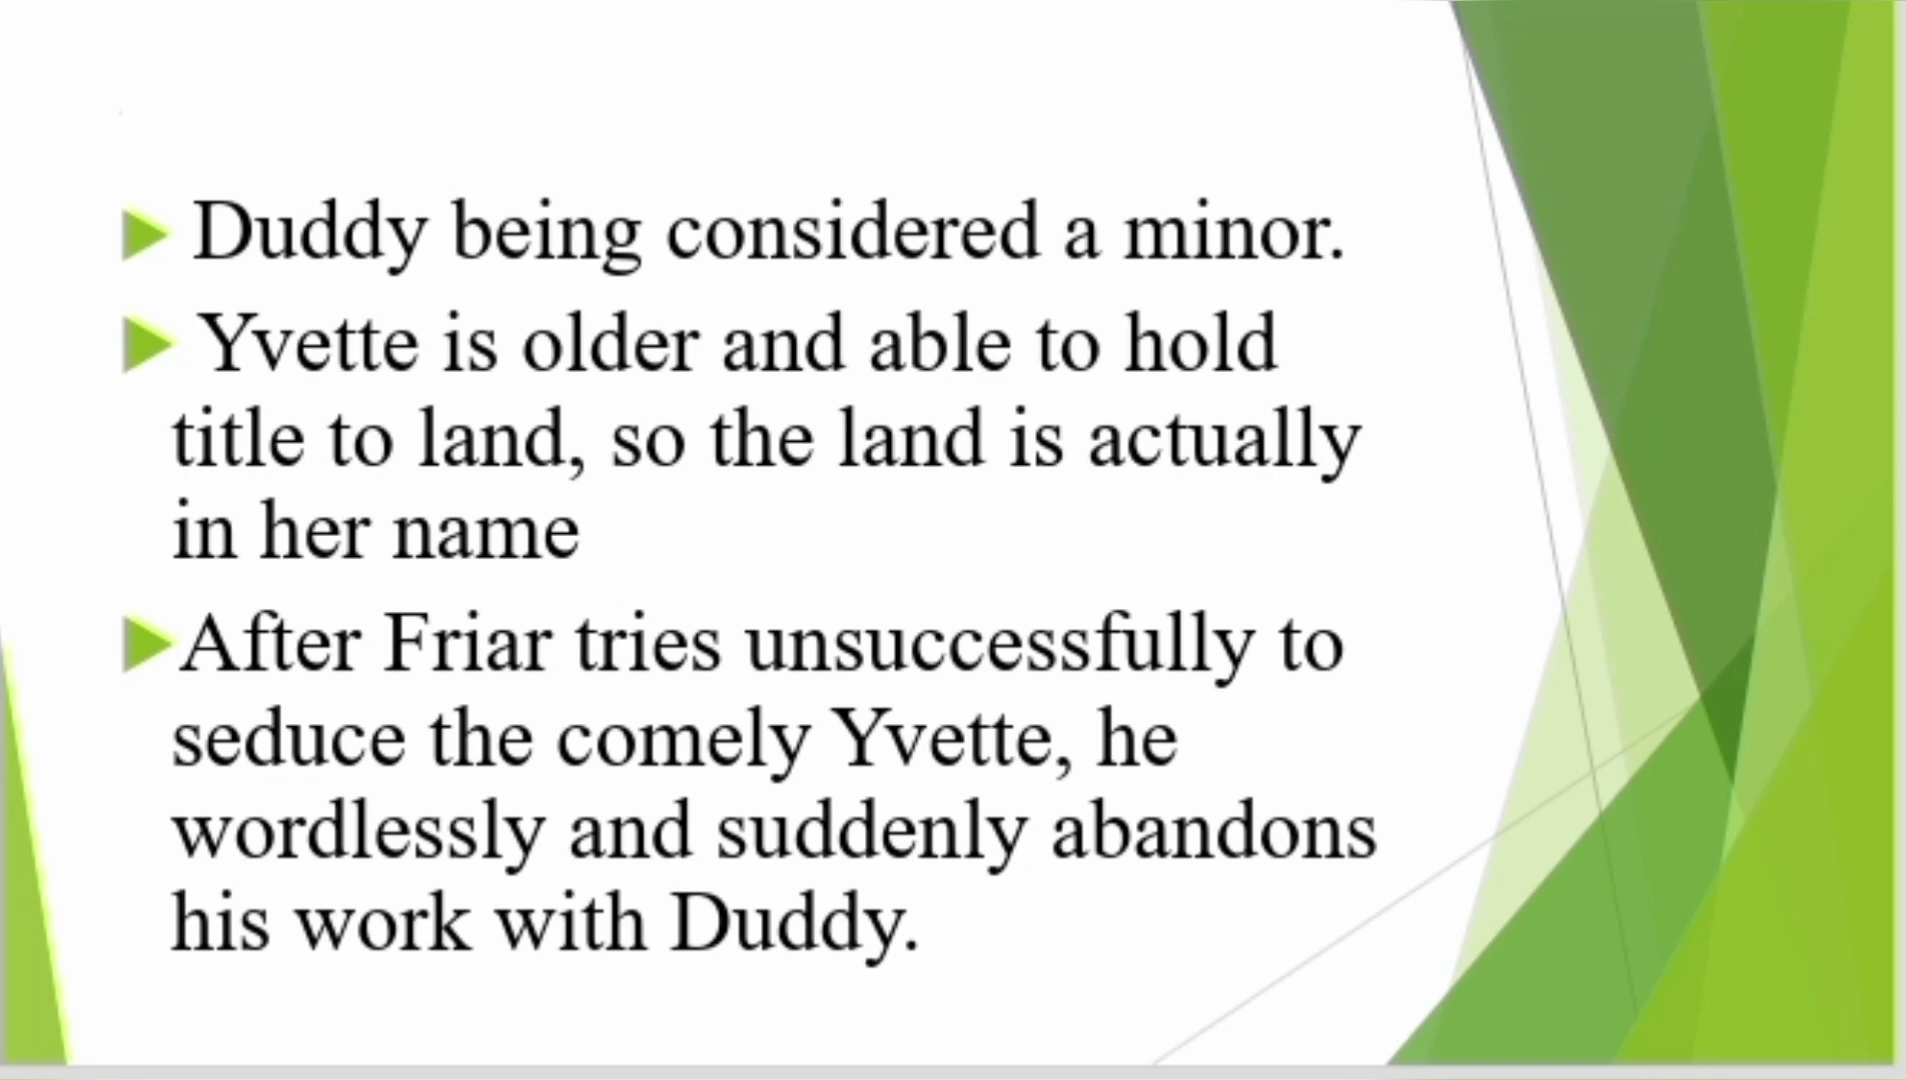 Duddy being considered a minor.
Yvette is older and able to hold
title to land, so the land is actually
in her name
After Friar tries unsuccessfully to
seduce the comely Yvette, he
wordlessly and suddenly abandons
his work with Duddy.